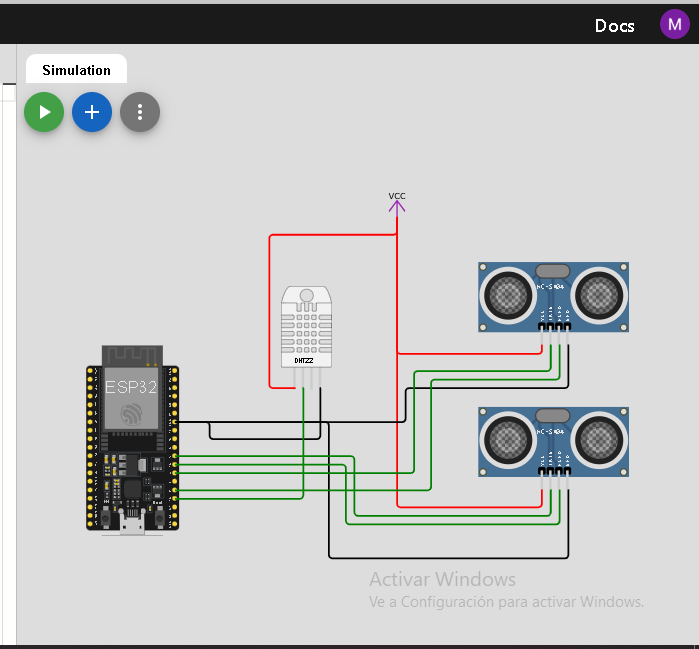 Docs
M
Simulation
VCC
HC-SR04
DHT22
ESP32
HC-SR04
Activar Windows
Ve a Configuración para activar Windows.